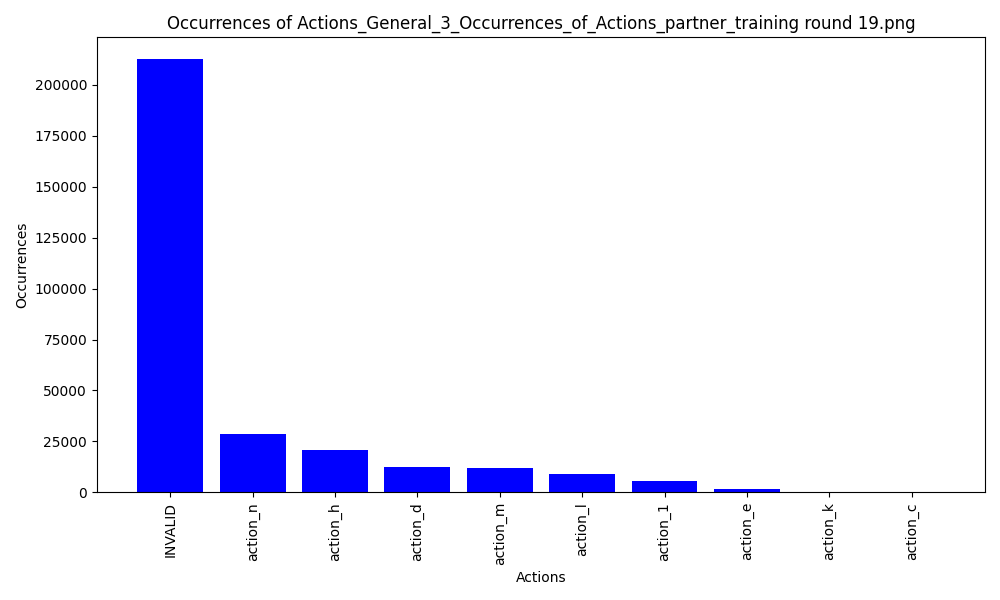 Occurrences of Actions_General_3_Occurrences_of_Actions_partner_training round 19.png
200000
175000
150000
125000
100000
75000
50000
25000
0
Occurrences
INVALID
action_n
action_h
action_d
action_m
action_l
action_1
action_e
action_k
action_c
Actions